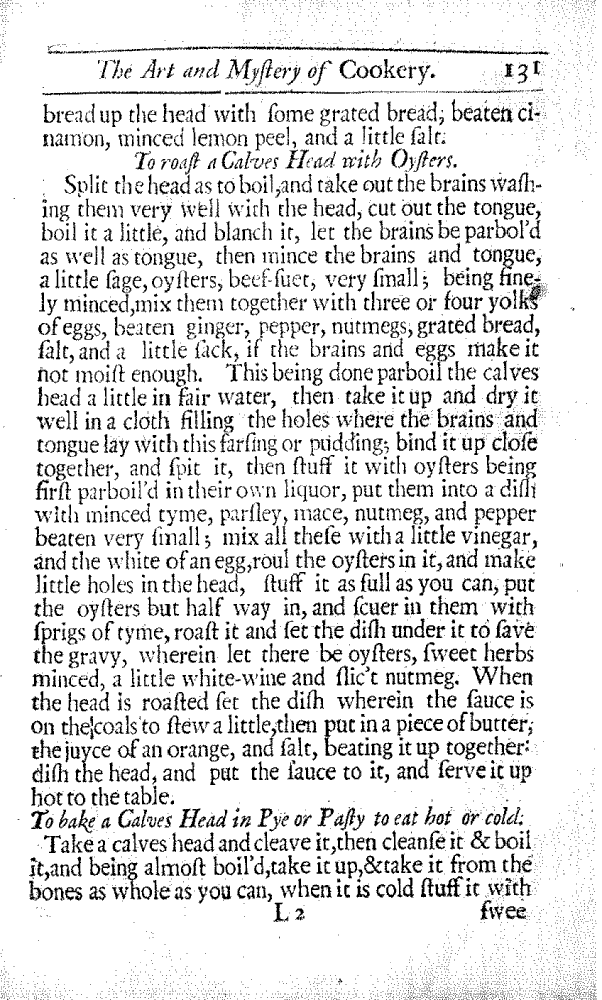 The Art and Myſtery of Cookery. 131
bread up the head with ſome grated bread, beaten ci-
namon, minced lemon peel, and a little ſalt.
To roaſt a Calves Head with Oyſters.
Split the head as to boil, and take out the brains waſh-
ing them very well with the head, cut out the tongue,
boil it a little, and blanch it, let the brains be parbol'd
as well as tongue, then mince the brains and tongue,
a little ſage, oyſters, beef-ſuet, very ſmall; being fine-
ly minced, mix them together with three or four yolks
of eggs, beaten ginger, pepper, nutmegs, grated bread,
ſalt, and a little ſack, if the brains and eggs make it
not moiſt enough. This being done parboil the calves
head a little in fair water, then take it up and dry it
well in a cloth filling the holes where the brains and
tongue lay with this farſing or pudding; bind it up cloſe
together, and ſpit it, then ſtuff it with oyſters being
firſt parboil'd in their own liquor, put them into a diſh
with minced tyme, parſley, mace, nutmeg, and pepper
beaten very ſmall; mix all theſe with a little vinegar,
and the white of an egg, roul the oyſters in it, and make
little holes in the head, ſtuff it as full as you can, put
the oyſters but half way in, and ſcuer in them with
ſprigs of tyme, roaſt it and ſet the diſh under it to ſave
the gravy, wherein let there be oyſters, ſweet herbs
minced, a little white-wine and ſlic't nutmeg. When
the head is roaſted ſet the diſh wherein the ſauce is
on the coals to ſtew a little, then put in a piece of butter,
the juyce of an orange, and ſalt, beating it up together:
diſh the head, and put the ſauce to it, and ſerve it up
hot to the table.
To bake a Calves Head in Pye or Paſty to eat hot or cold.
Take a calves head and cleave it, then cleanſe it & boil
it, and being almoſt boil'd, take it up, & take it from the
bones as whole as you can, when it is cold ſtuff it with
L 2 ſwee